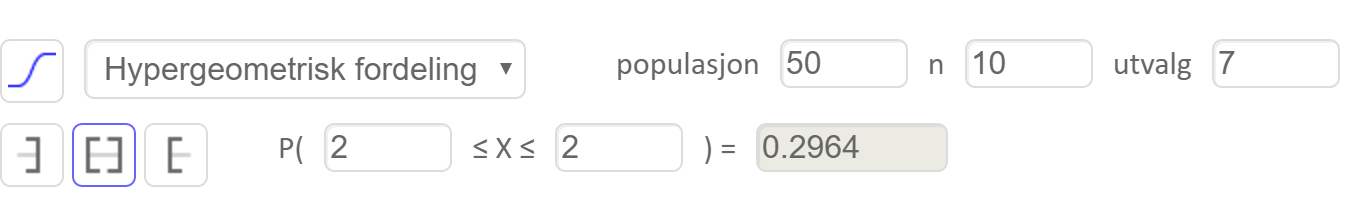 Hypergeometrisk fordeling ▼ populasjon 50 n 10 utvalg 7
P( 2 ≤ X ≤ 2 ) = 0.2964